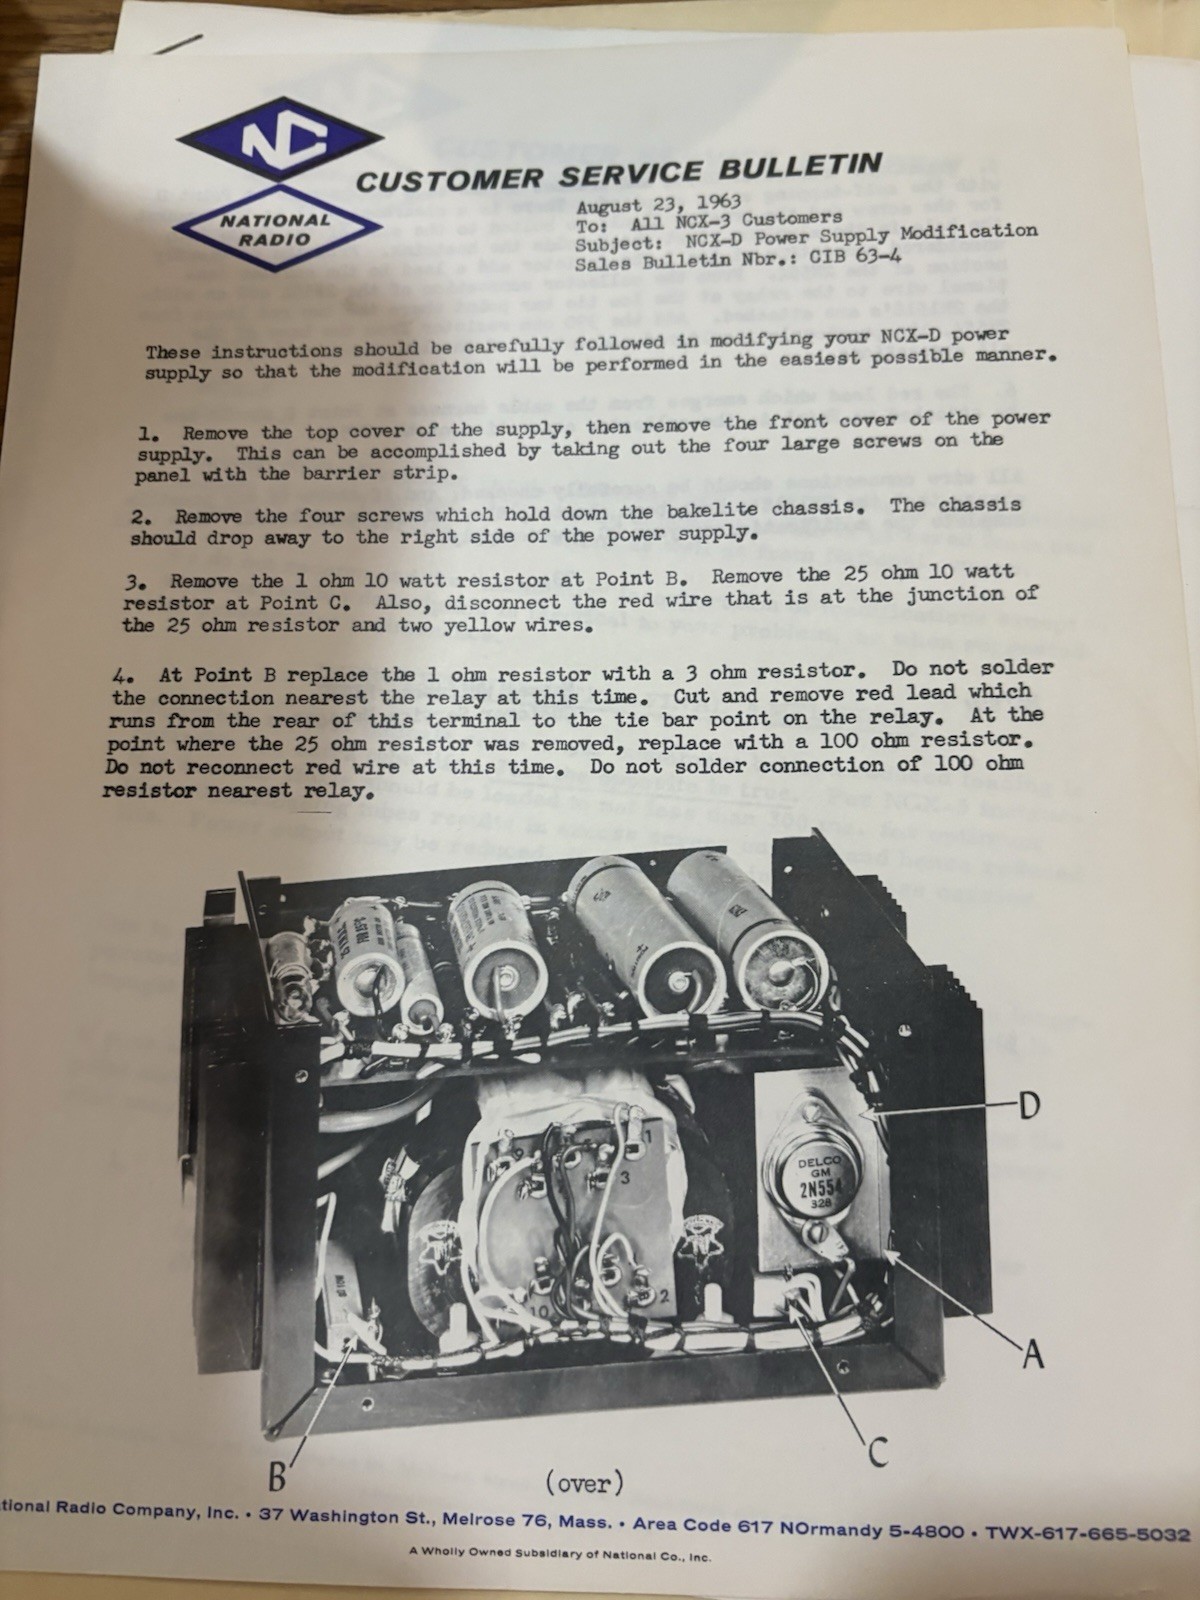 NC
NATIONAL
RADIO
CUSTOMER SERVICE BULLETIN
August 23, 1963
To: All NCX-3 Customers
Subject: NCX-D Power Supply Modification
Sales Bulletin Nbr.: CIB 63-4
These instructions should be carefully followed in modifying your NCX-D power
supply so that the modification will be performed in the easiest possible manner.
1. Remove the top cover of the supply, then remove the front cover of the power
supply. This can be accomplished by taking out the four large screws on the
panel with the barrier strip.
2. Remove the four screws which hold down the bakelite chassis. The chassis
should drop away to the right side of the power supply.
3. Remove the 1 ohm 10 watt resistor at Point B. Remove the 25 ohm 10 watt
resistor at Point C. Also, disconnect the red wire that is at the junction of
the 25 ohm resistor and two yellow wires.
4. At Point B replace the 1 ohm resistor with a 3 ohm resistor. Do not solder
the connection nearest the relay at this time. Cut and remove red lead which
runs from the rear of this terminal to the tie bar point on the relay. At the
point where the 25 ohm resistor was removed, replace with a 100 ohm resistor.
Do not reconnect red wire at this time. Do not solder connection of 100 ohm
resistor nearest relay.
D
1
9
3
DELCO
GM
2N554
328
10
8 2
A
C
B
(over)
tional Radio Company, Inc. • 37 Washington St., Melrose 76, Mass. • Area Code 617 NOrmandy 5-4800 • TWX-617-665-5032
A Wholly Owned Subsidiary of National Co., Inc.